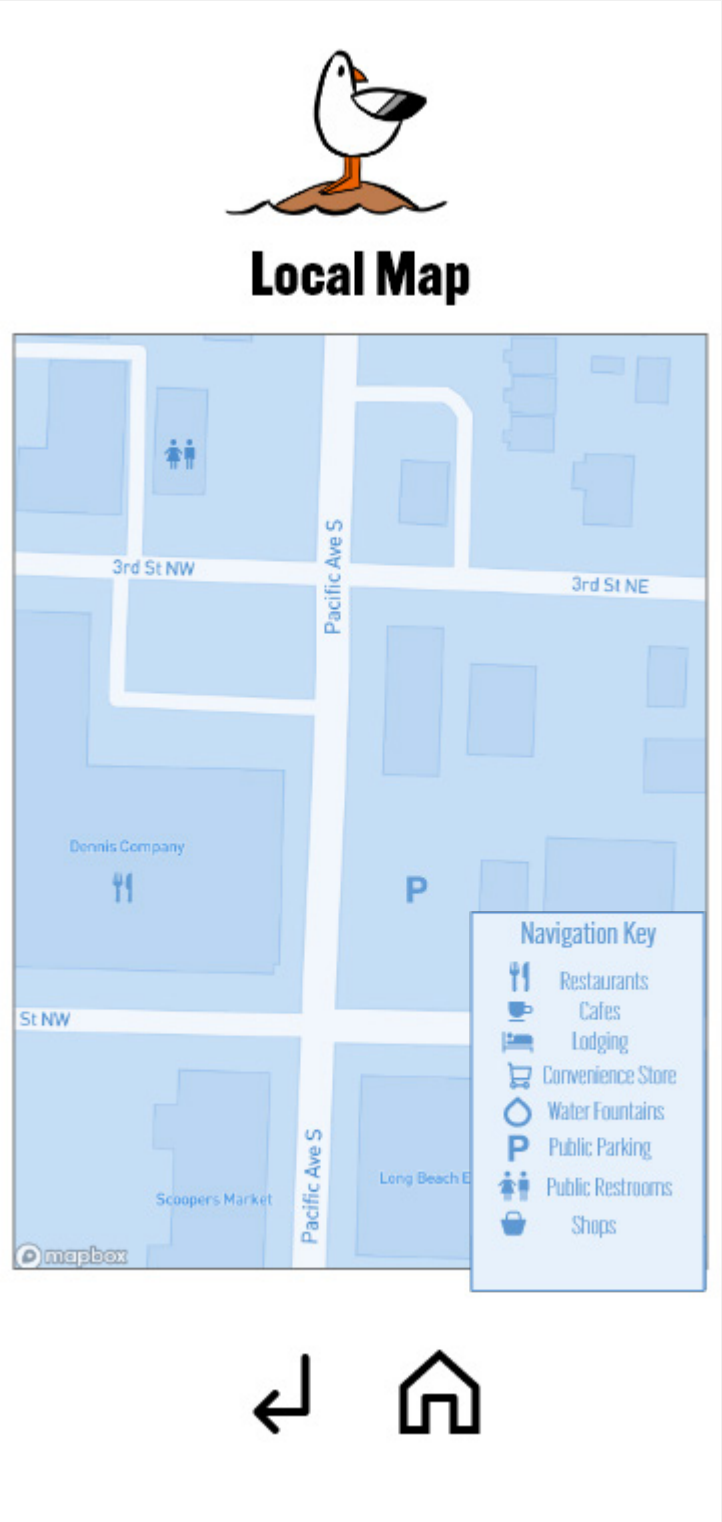 Local Map
3rd St NW
Pacific Ave S
3rd St NE
Dennis Company
P
Navigation Key
Restaurants
Cafes
Lodging
Convenience Store
Water Fountains
P Public Parking
Public Restrooms
Shops
St NW
Pacific Ave S
Long Beach E
Scoopers Market
mapbox